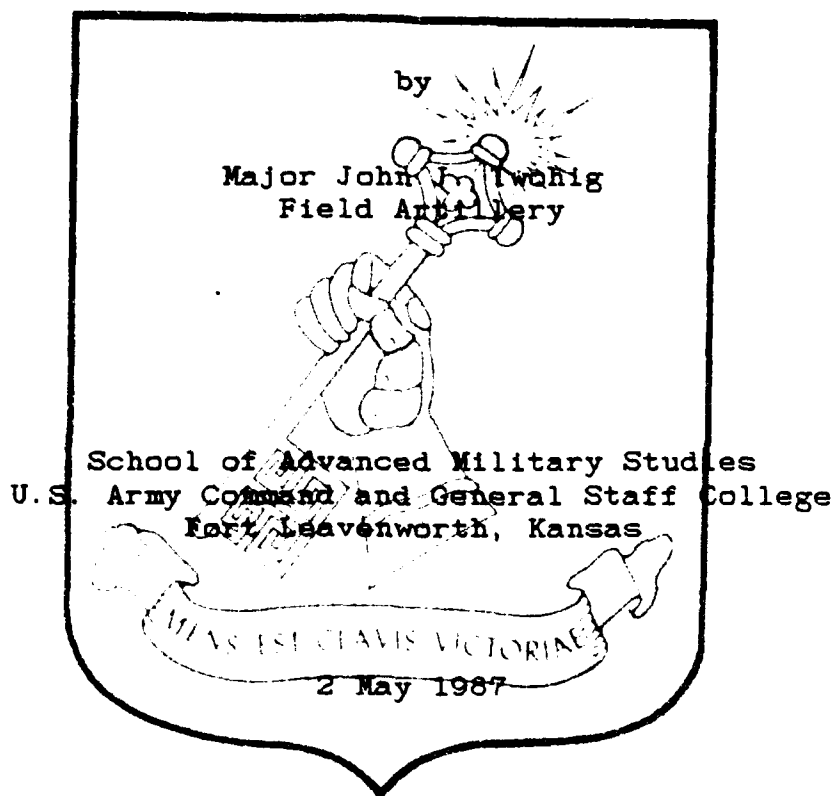 by
Major John J. Twohig
Field Artillery
School of Advanced Military Studies
U.S. Army Command and General Staff College
Fort Leavenworth, Kansas
MENS EST CLAVIS VICTORIAE
2 May 1987